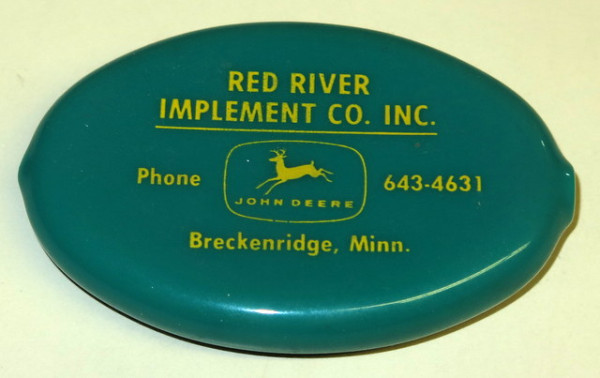 RED RIVER
IMPLEMENT CO. INC.
Phone 643-4631
JOHN DEERE
Breckenridge, Minn.